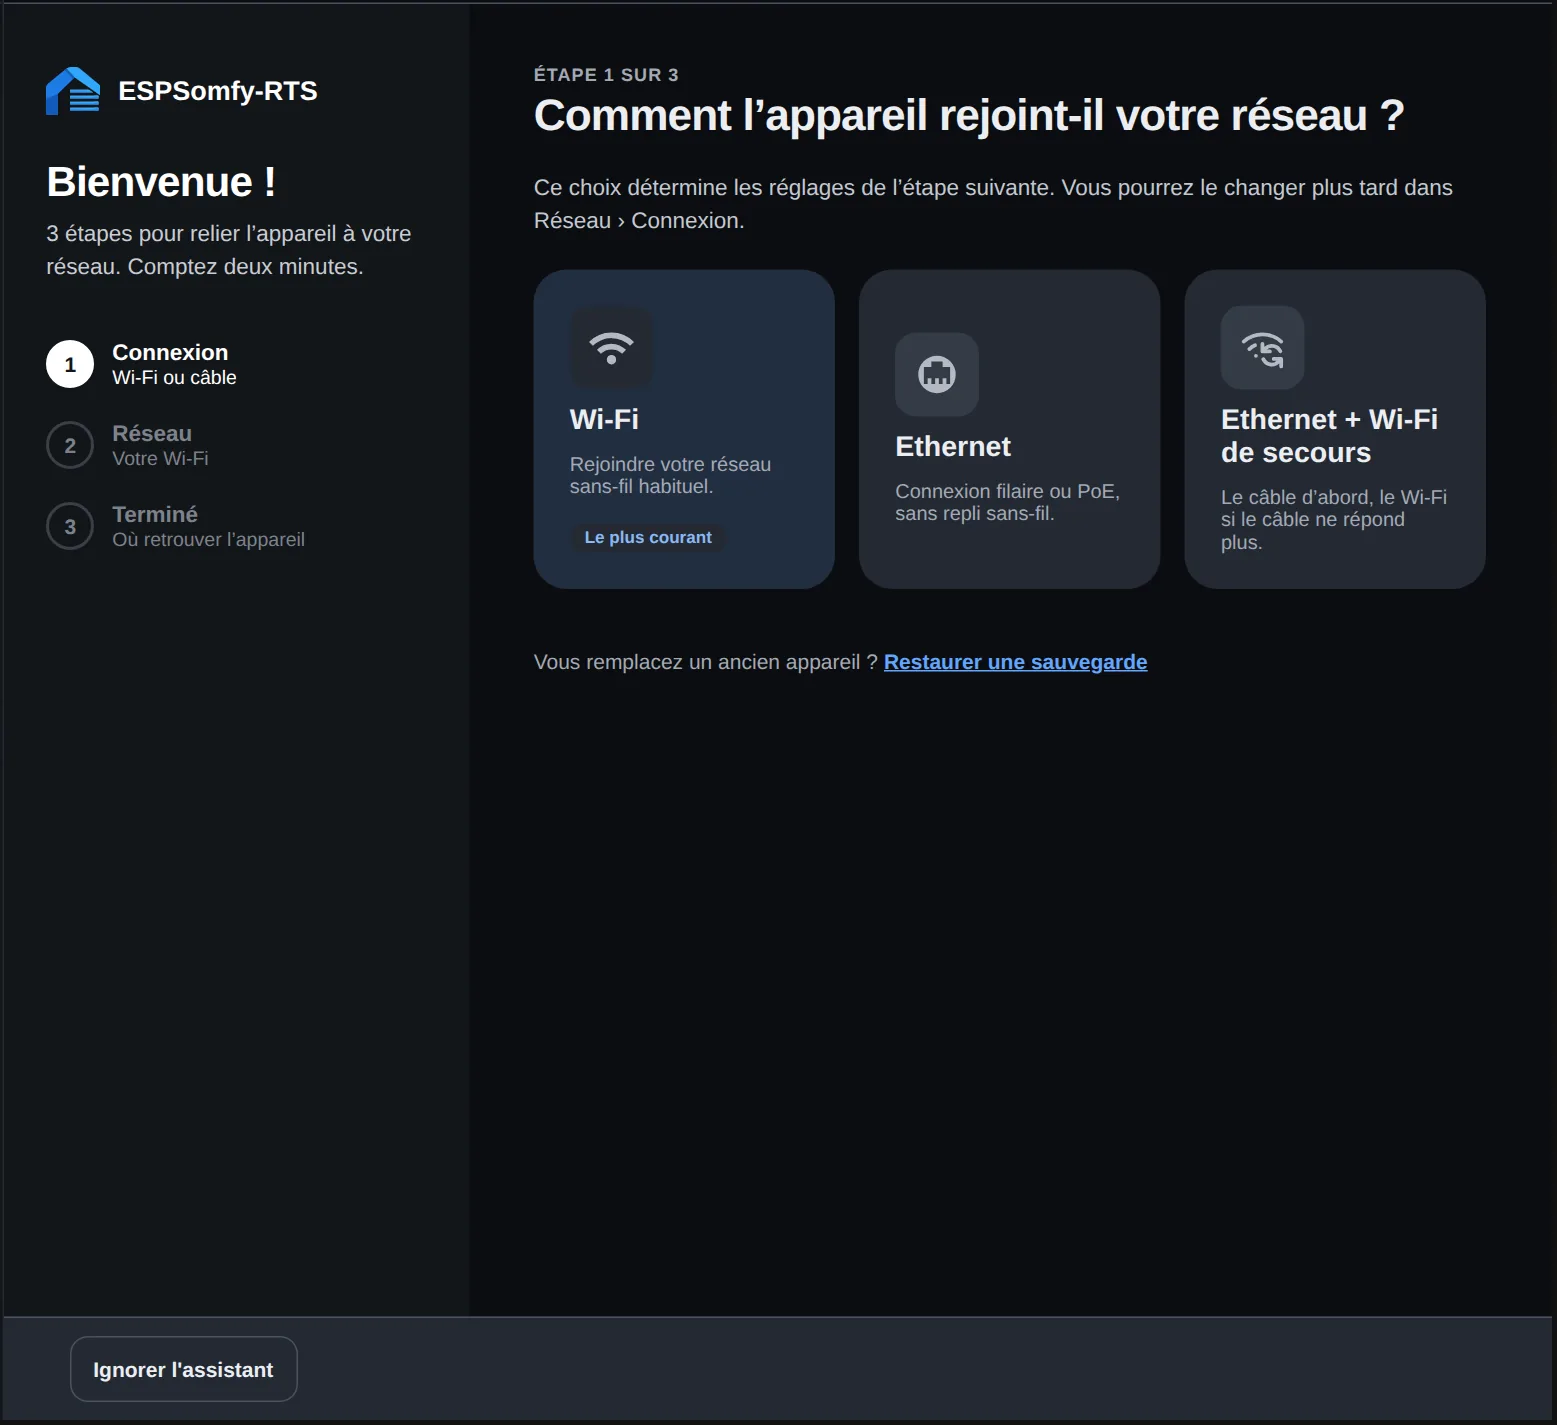 ESPSomfy-RTS
Bienvenue !
3 étapes pour relier l’appareil à votre
réseau. Comptez deux minutes.
1
Connexion
Wi-Fi ou câble
2
Réseau
Votre Wi-Fi
3
Terminé
Où retrouver l’appareil
ÉTAPE 1 SUR 3
Comment l’appareil rejoint-il votre réseau ?
Ce choix détermine les réglages de l’étape suivante. Vous pourrez le changer plus tard dans
Réseau › Connexion.
Wi-Fi
Rejoindre votre réseau
sans-fil habituel.
Le plus courant
Ethernet
Connexion filaire ou PoE,
sans repli sans-fil.
Ethernet + Wi-Fi
de secours
Le câble d’abord, le Wi-Fi
si le câble ne répond
plus.
Vous remplacez un ancien appareil ? Restaurer une sauvegarde
Ignorer l'assistant